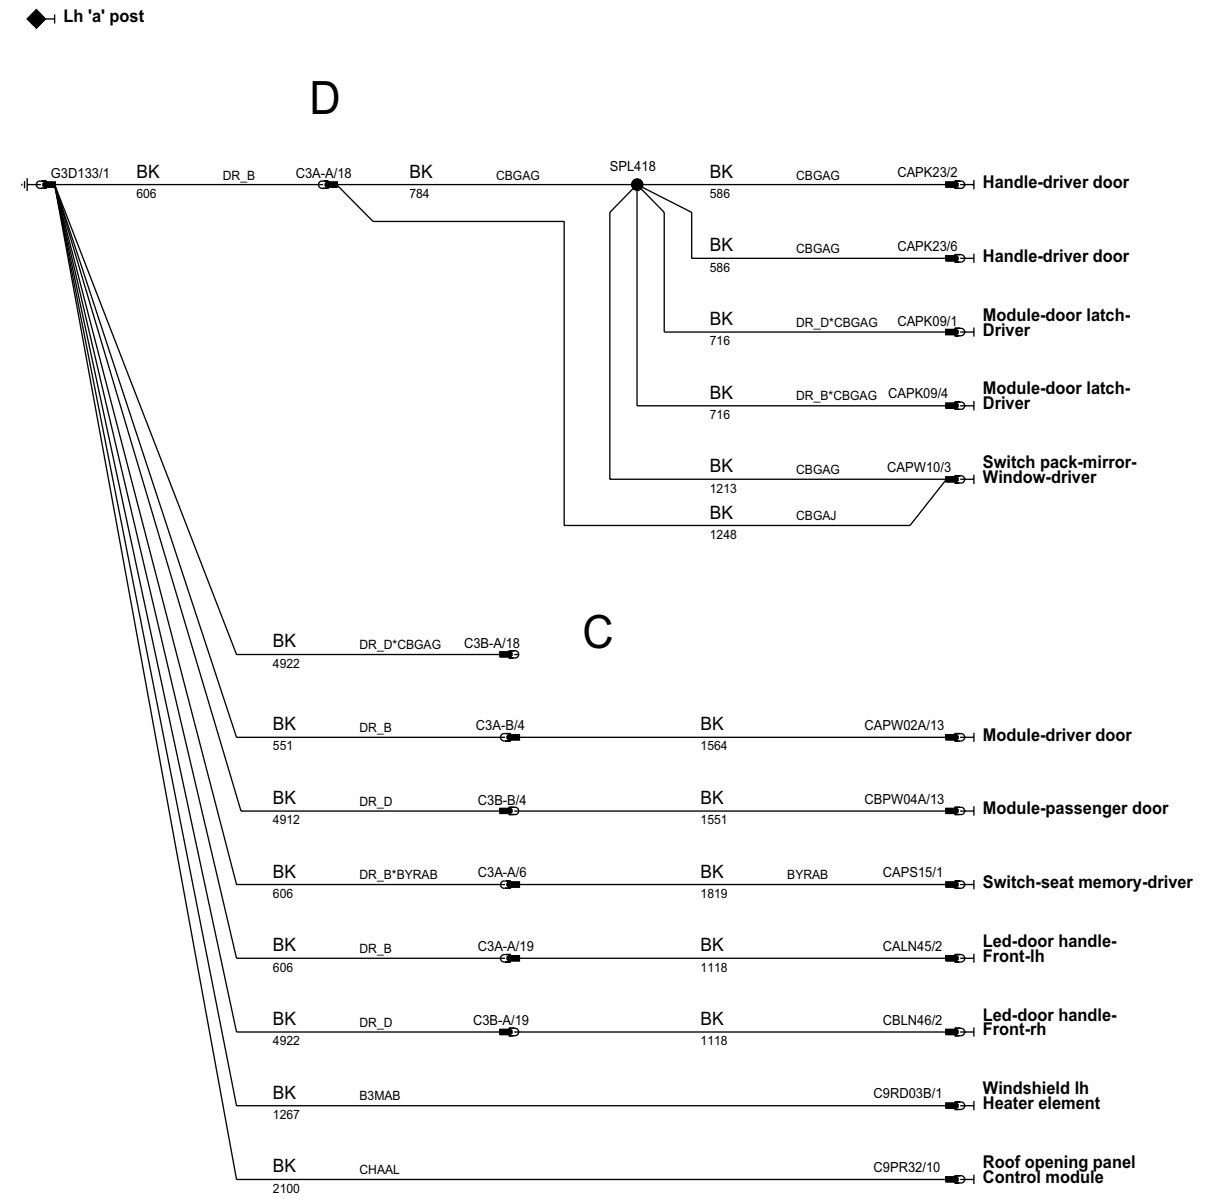 Lh 'a' post
D
G3D133/1 BK DR_B C3A-A/18 BK CBGAG SPL418 BK CBGAG CAPK23/2 Handle-driver door
606 784 586
BK CBGAG CAPK23/6 Handle-driver door
586
BK DR_D*CBGAG CAPK09/1 Module-door latch-
Driver
716
BK DR_B*CBGAG CAPK09/4 Module-door latch-
Driver
716
BK CBGAG CAPW10/3 Switch pack-mirror-
Window-driver
1213
BK CBGAJ
1248
C
BK DR_D*CBGAG C3B-A/18
4922
BK DR_B C3A-B/4 BK CAPW02A/13 Module-driver door
551 1564
BK DR_D C3B-B/4 BK CBPW04A/13 Module-passenger door
4912 1551
BK DR_B*BYRAB C3A-A/6 BK BYRAB CAPS15/1 Switch-seat memory-driver
606 1819
BK DR_B C3A-A/19 BK CALN45/2 Led-door handle-
Front-lh
606 1118
BK DR_D C3B-A/19 BK CBLN46/2 Led-door handle-
Front-rh
4922 1118
BK B3MAB C9RD03B/1 Windshield lh
Heater element
1267
BK CHAAL C9PR32/10 Roof opening panel
Control module
2100